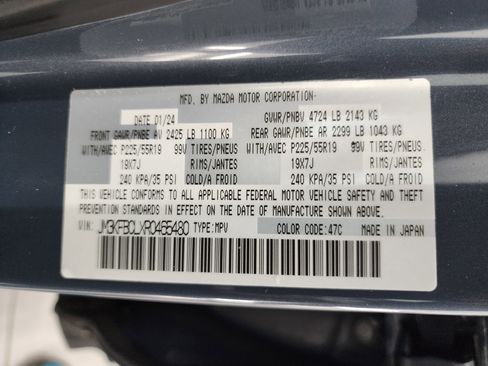 MFD. BY MAZDA MOTOR CORPORATION
DATE 01/24 GVWR/PNBV 4724 LB 2143 KG
FRONT GAWR/PNBE AV 2425 LB 1100 KG REAR GAWR/PNBE AR 2299 LB 1043 KG
WITH/AVEC P225/55R19 99V TIRES/PNEUS WITH/AVEC P225/55R19 99V TIRES/PNEUS
19X7J RIMS/JANTES 19X7J RIMS/JANTES
240 KPA/35 PSI COLD/A FROID 240 KPA/35 PSI COLD/A FROID
THIS VEHICLE CONFORMS TO ALL APPLICABLE FEDERAL MOTOR VEHICLE SAFETY AND THEFT
PREVENTION STANDARDS IN EFFECT ON THE DATE OF MANUFACTURE SHOWN ABOVE.
VIN: JM3KFBCLXR0465480 TYPE:MPV COLOR CODE:47C MADE IN
JAPAN